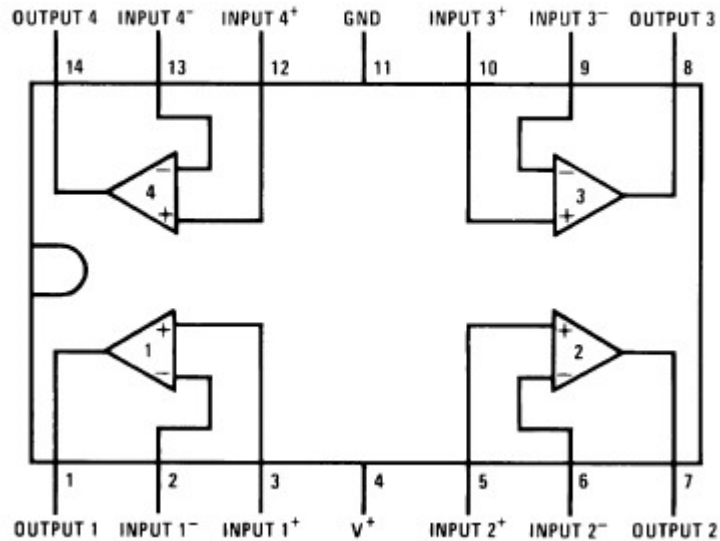 OUTPUT 4 INPUT 4⁻ INPUT 4⁺ GND INPUT 3⁺ INPUT 3⁻ OUTPUT 3
14 13 12 11 10 9 8
− −
4 3
+ +
+ +
1 2
− −
1 2 3 4 5 6 7
OUTPUT 1 INPUT 1⁻ INPUT 1⁺ V⁺ INPUT 2⁺ INPUT 2⁻ OUTPUT 2